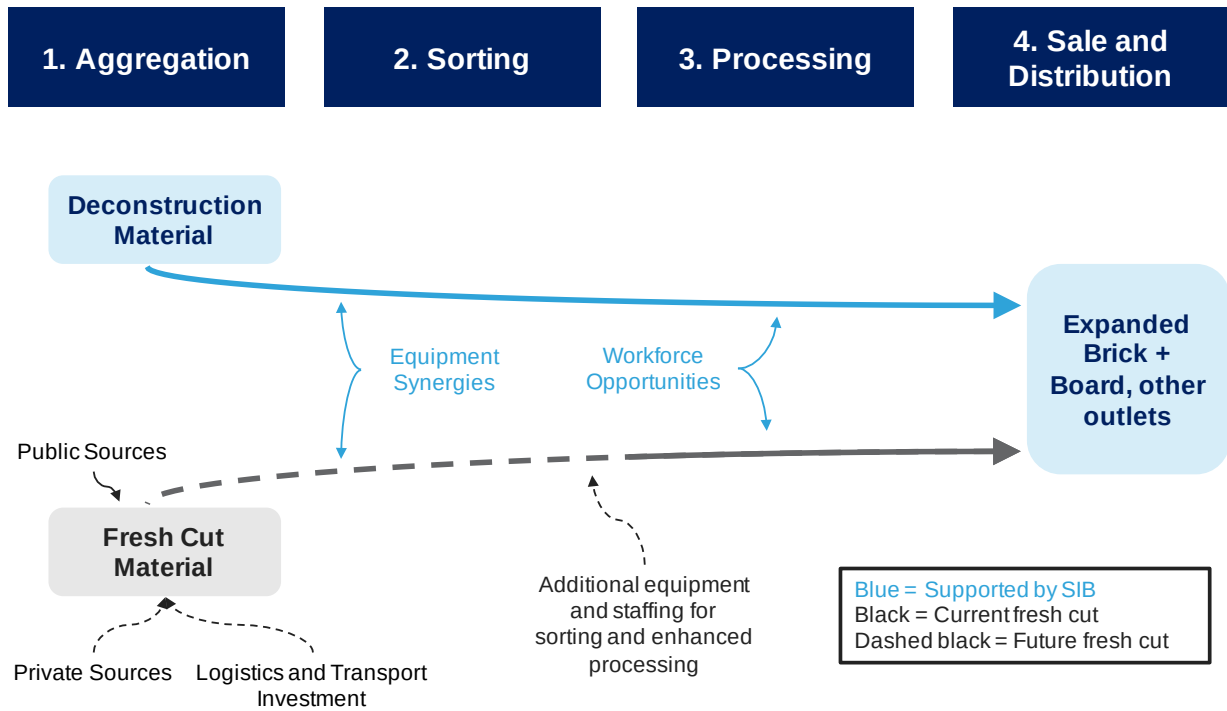 1. Aggregation
2. Sorting
3. Processing
4. Sale and
Distribution
Deconstruction
Material
Expanded
Brick +
Board, other
outlets
Equipment
Synergies
Workforce
Opportunities
Public Sources
Fresh Cut
Material
Private Sources
Logistics and Transport
Investment
Additional equipment
and staffing for
sorting and enhanced
processing
Blue = Supported by SIB
Black = Current fresh cut
Dashed black = Future fresh cut